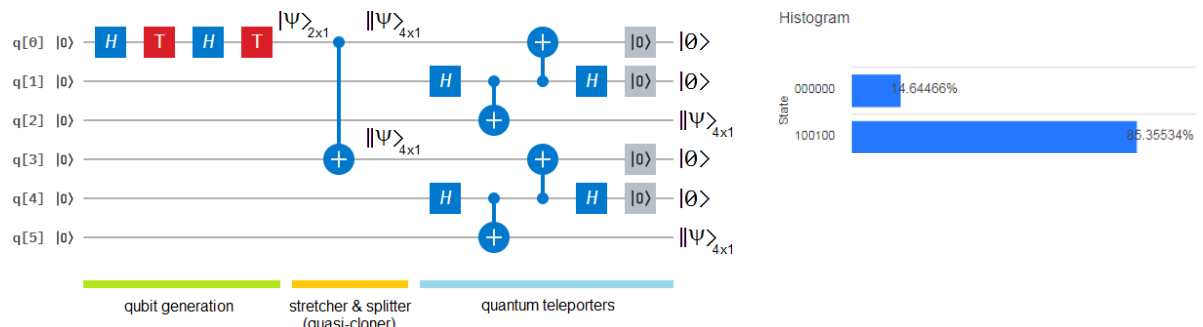 |Ψ⟩2x1 ‖Ψ⟩4x1
q[0] |0⟩ H T H T |0⟩ |0⟩
q[1] |0⟩ H H |0⟩ |0⟩
q[2] |0⟩ ‖Ψ⟩4x1
‖Ψ⟩4x1
q[3] |0⟩ |0⟩ |0⟩
q[4] |0⟩ H H |0⟩ |0⟩
q[5] |0⟩ ‖Ψ⟩4x1
qubit generation
stretcher & splitter
(quasi-cloner)
quantum teleporters
Histogram
State
000000 14.64466%
100100 85.35534%